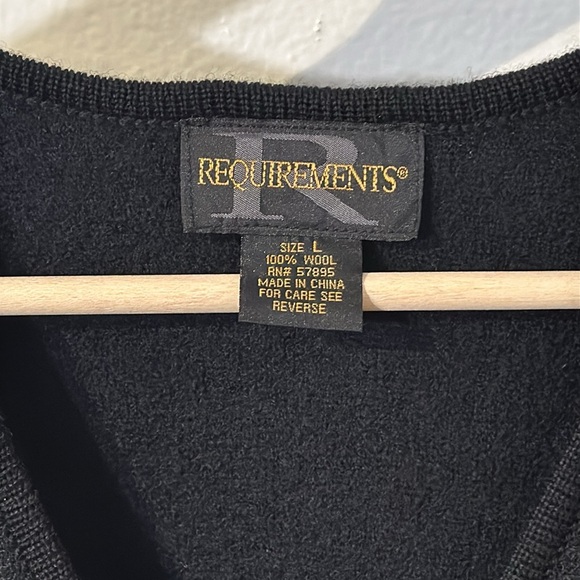 R
REQUIREMENTS®
SIZE L
100% WOOL
RN# 57895
MADE IN CHINA
FOR CARE SEE
REVERSE